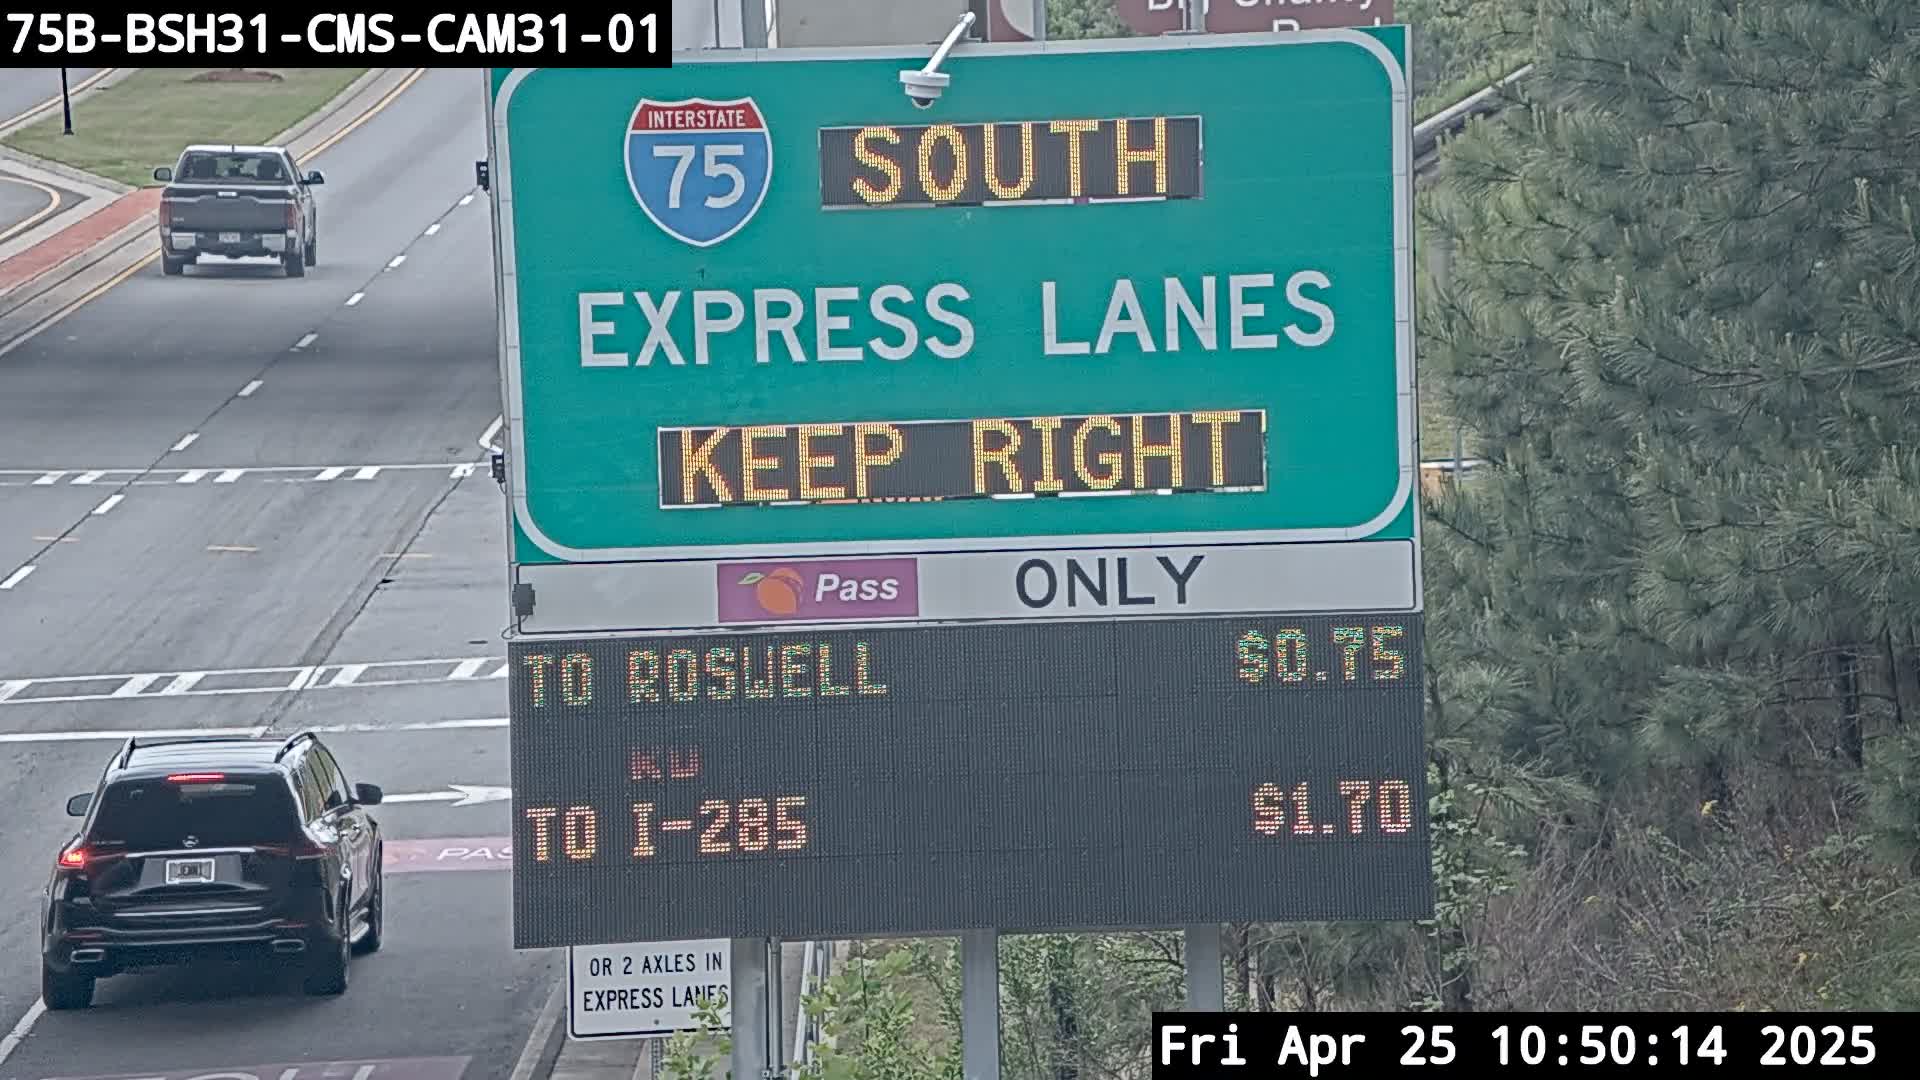 75B-BSH31-CMS-CAM31-01
INTERSTATE
75
SOUTH
EXPRESS LANES
KEEP RIGHT
Pass ONLY
TO ROSWELL $0.75
RD
TO I-285 $1.70
OR 2 AXLES IN
EXPRESS LANES
Fri Apr 25 10:50:14 2025